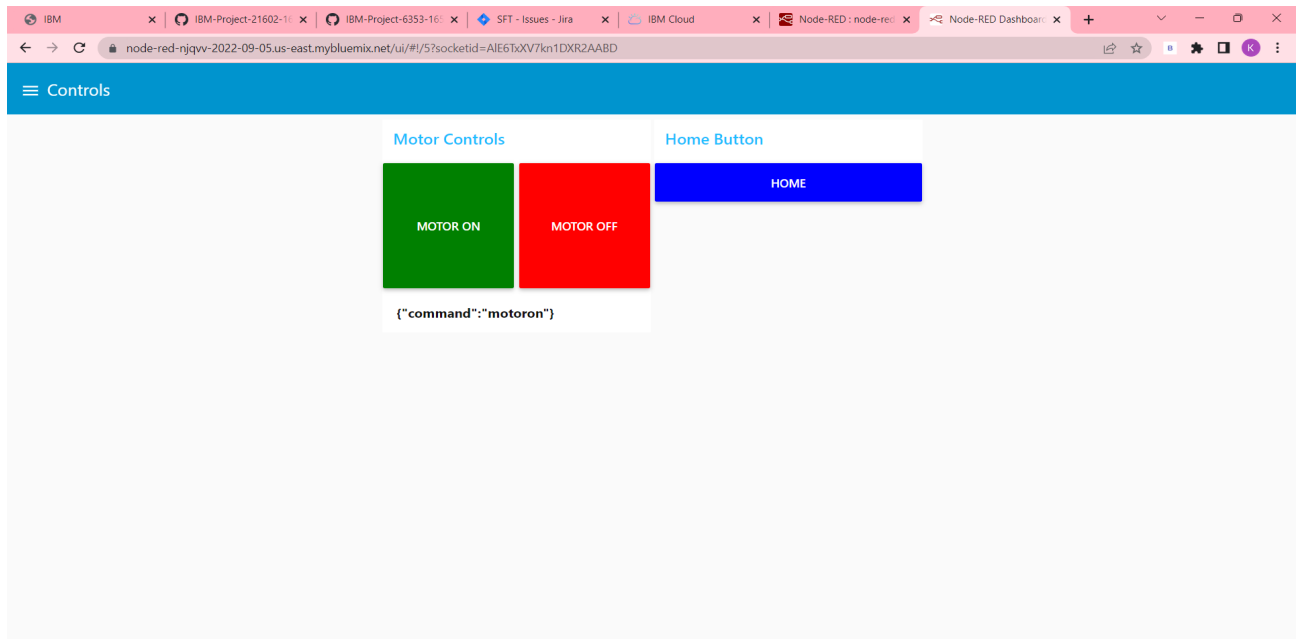 IBM
IBM-Project-21602-16
IBM-Project-6353-165
SFT - Issues - Jira
IBM Cloud
Node-RED : node-red
Node-RED Dashboard
node-red-njqvv-2022-09-05.us-east.mybluemix.net/ui/#!/5?socketid=AlE6TxXV7kn1DXR2AABD
K
Controls
Motor Controls
Home Button
MOTOR ON
MOTOR OFF
HOME
{"command":"motoron"}